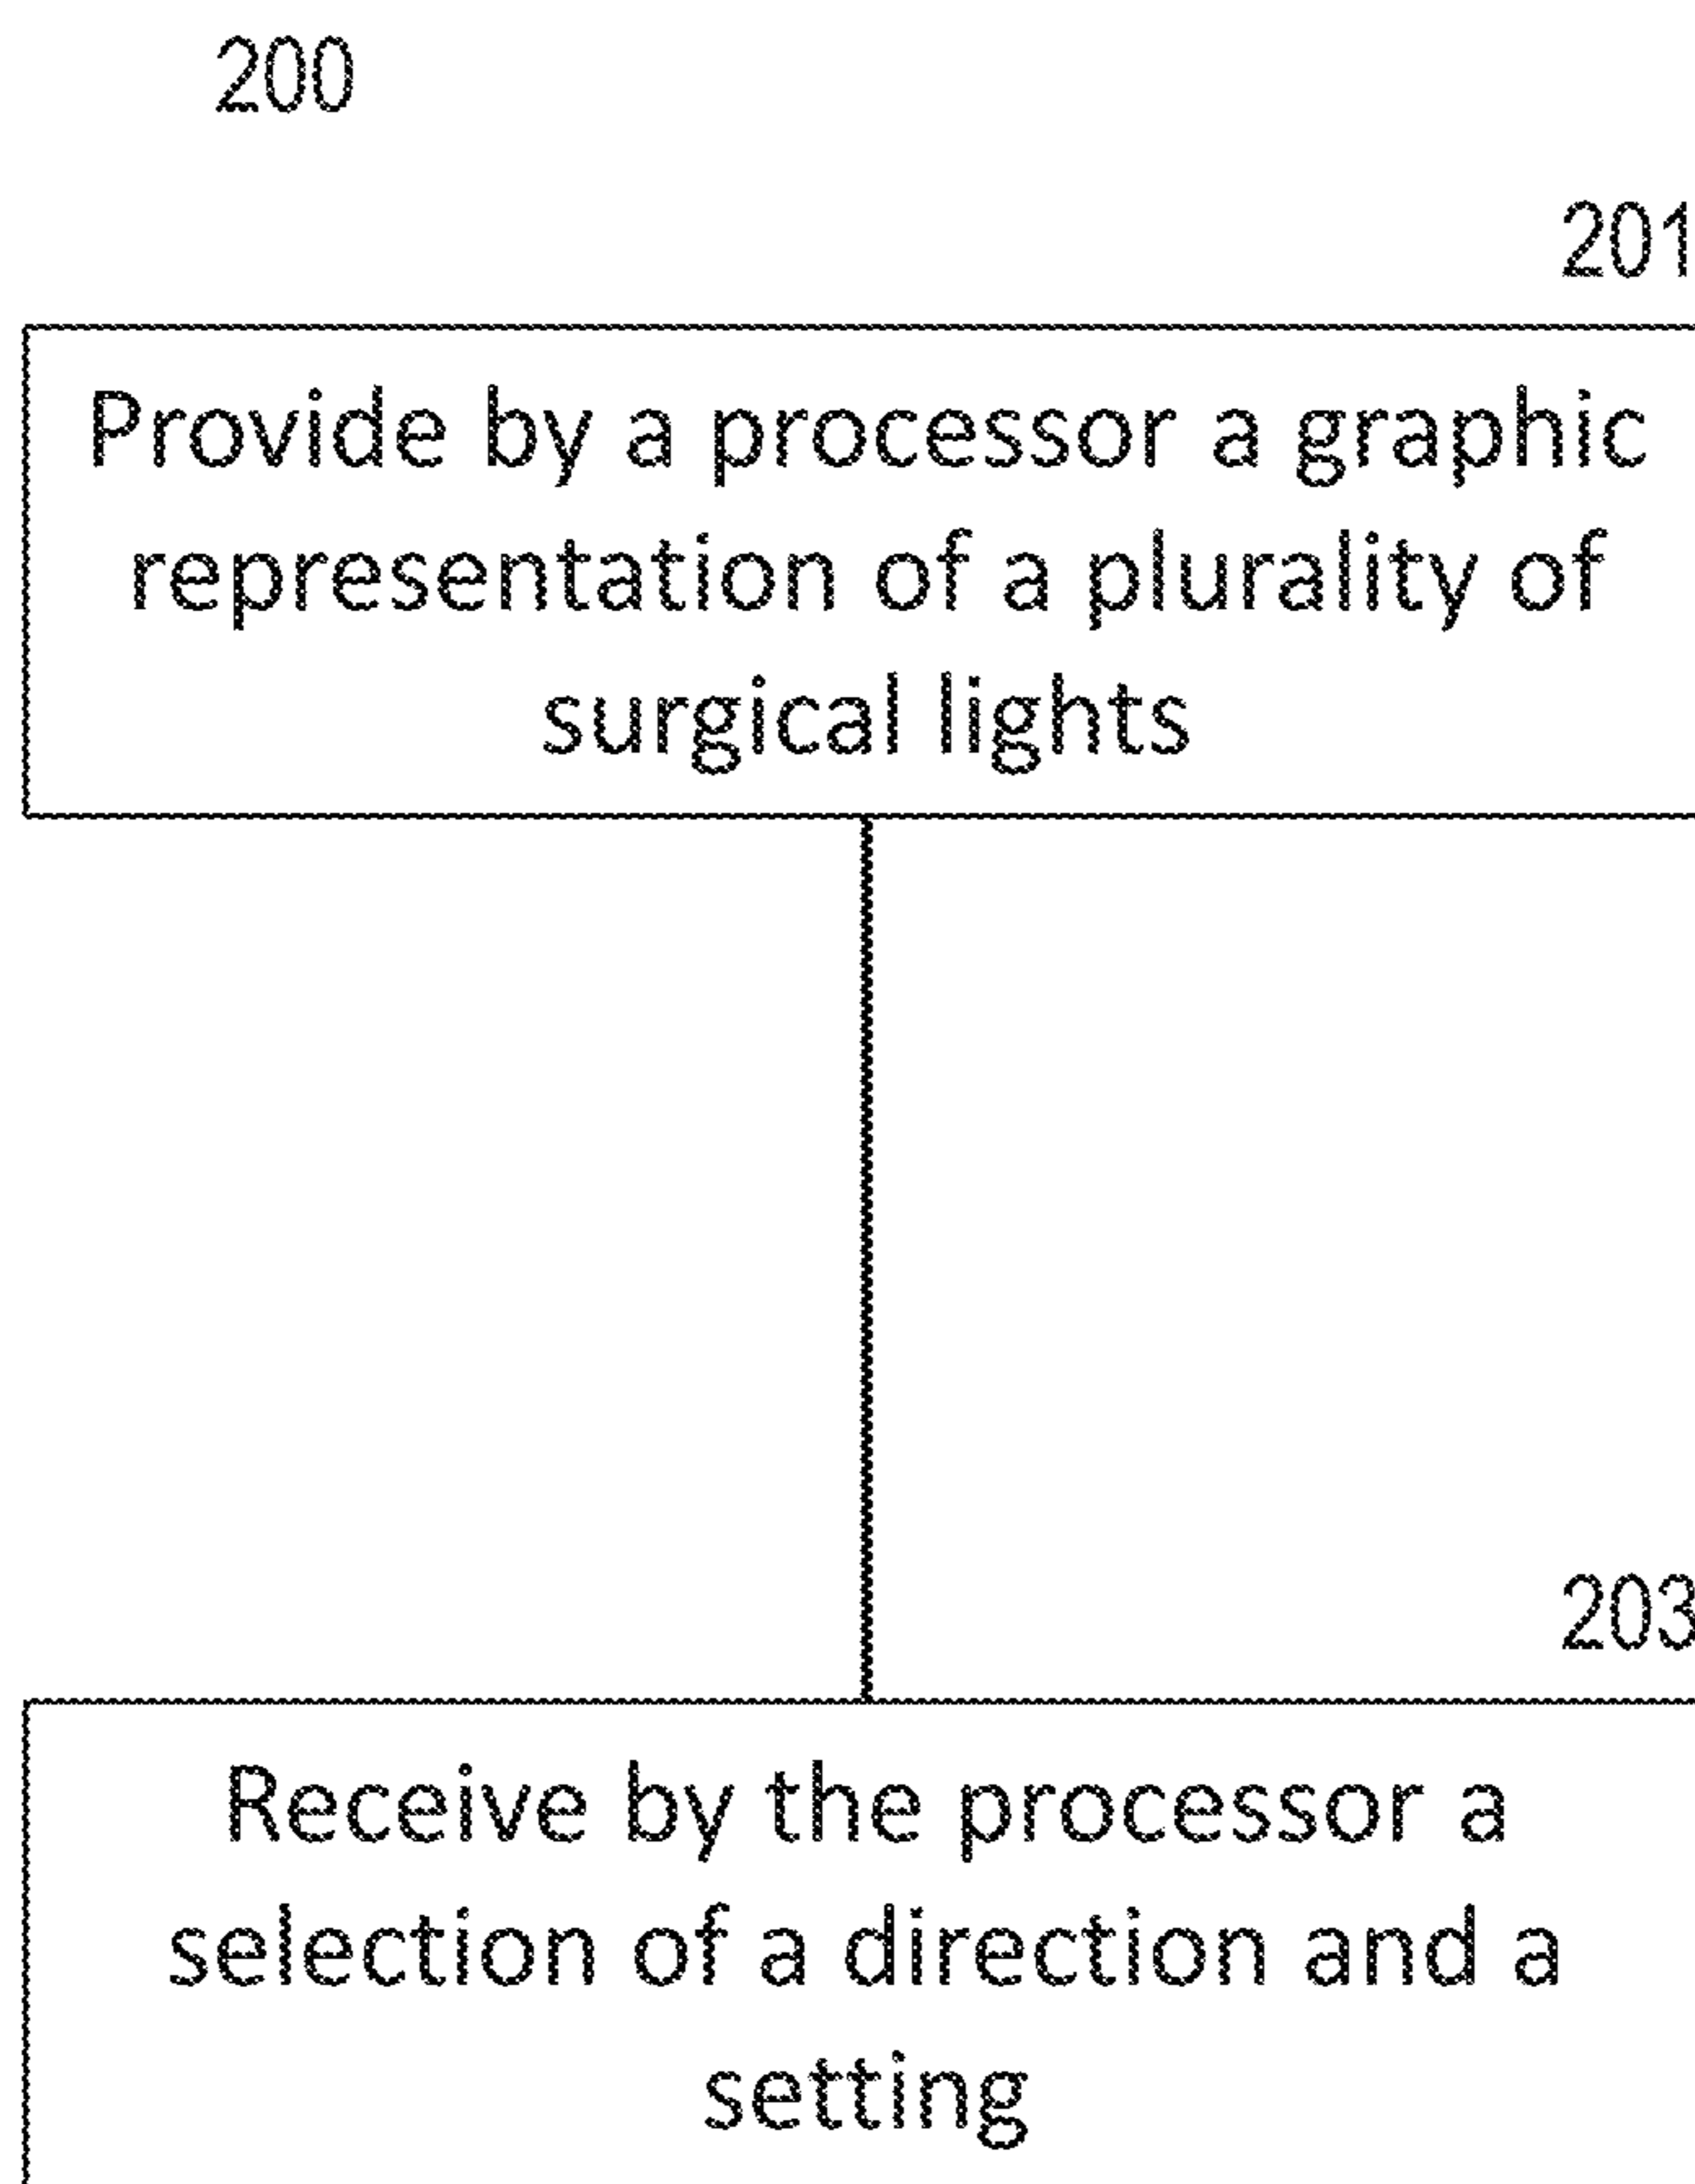 200
201
Provide by a processor a graphic
representation of a plurality of
surgical lights
203
Receive by the processor a
selection of a direction and a
setting